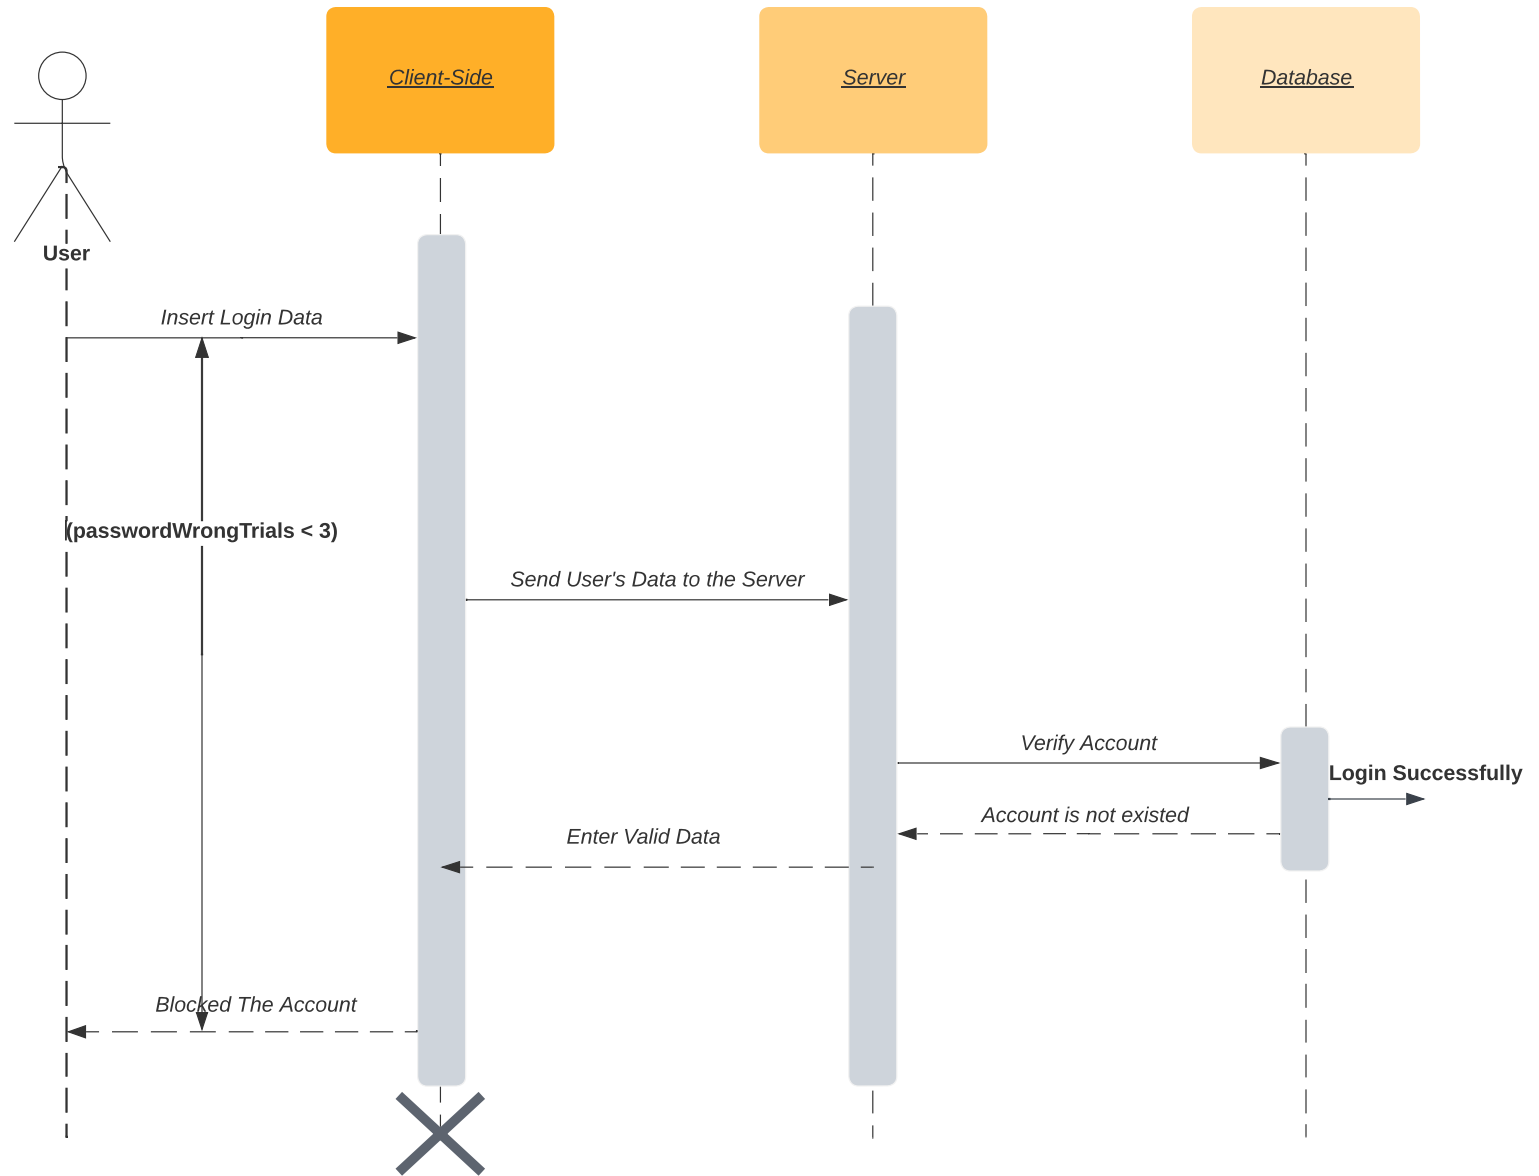 Client-Side
Server
Database
User
Insert Login Data
(passwordWrongTrials < 3)
Send User's Data to the Server
Verify Account
Login Successfully
Account is not existed
Enter Valid Data
Blocked The Account